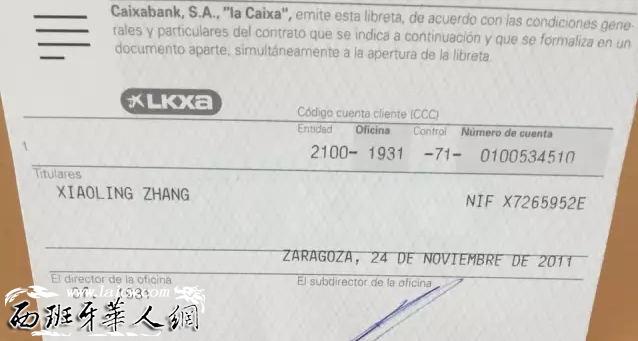 Caixabank, S.A., "la Caixa", emite esta libreta, de acuerdo con las condiciones gene-
rales y particulares del contrato que se indica a continuación y que se formaliza en un
documento aparte, simultáneamente a la apertura de la libreta.
LKXa
Código cuenta cliente (CCC)
Entidad Oficina Control Número de cuenta
1
2100- 1931 -71- 0100534510
Titulares
XIAOLING ZHANG NIF X7265952E
ZARAGOZA, 24 DE NOVIEMBRE DE 2011
El director de la oficina El subdirector de la oficina
西班牙華人網